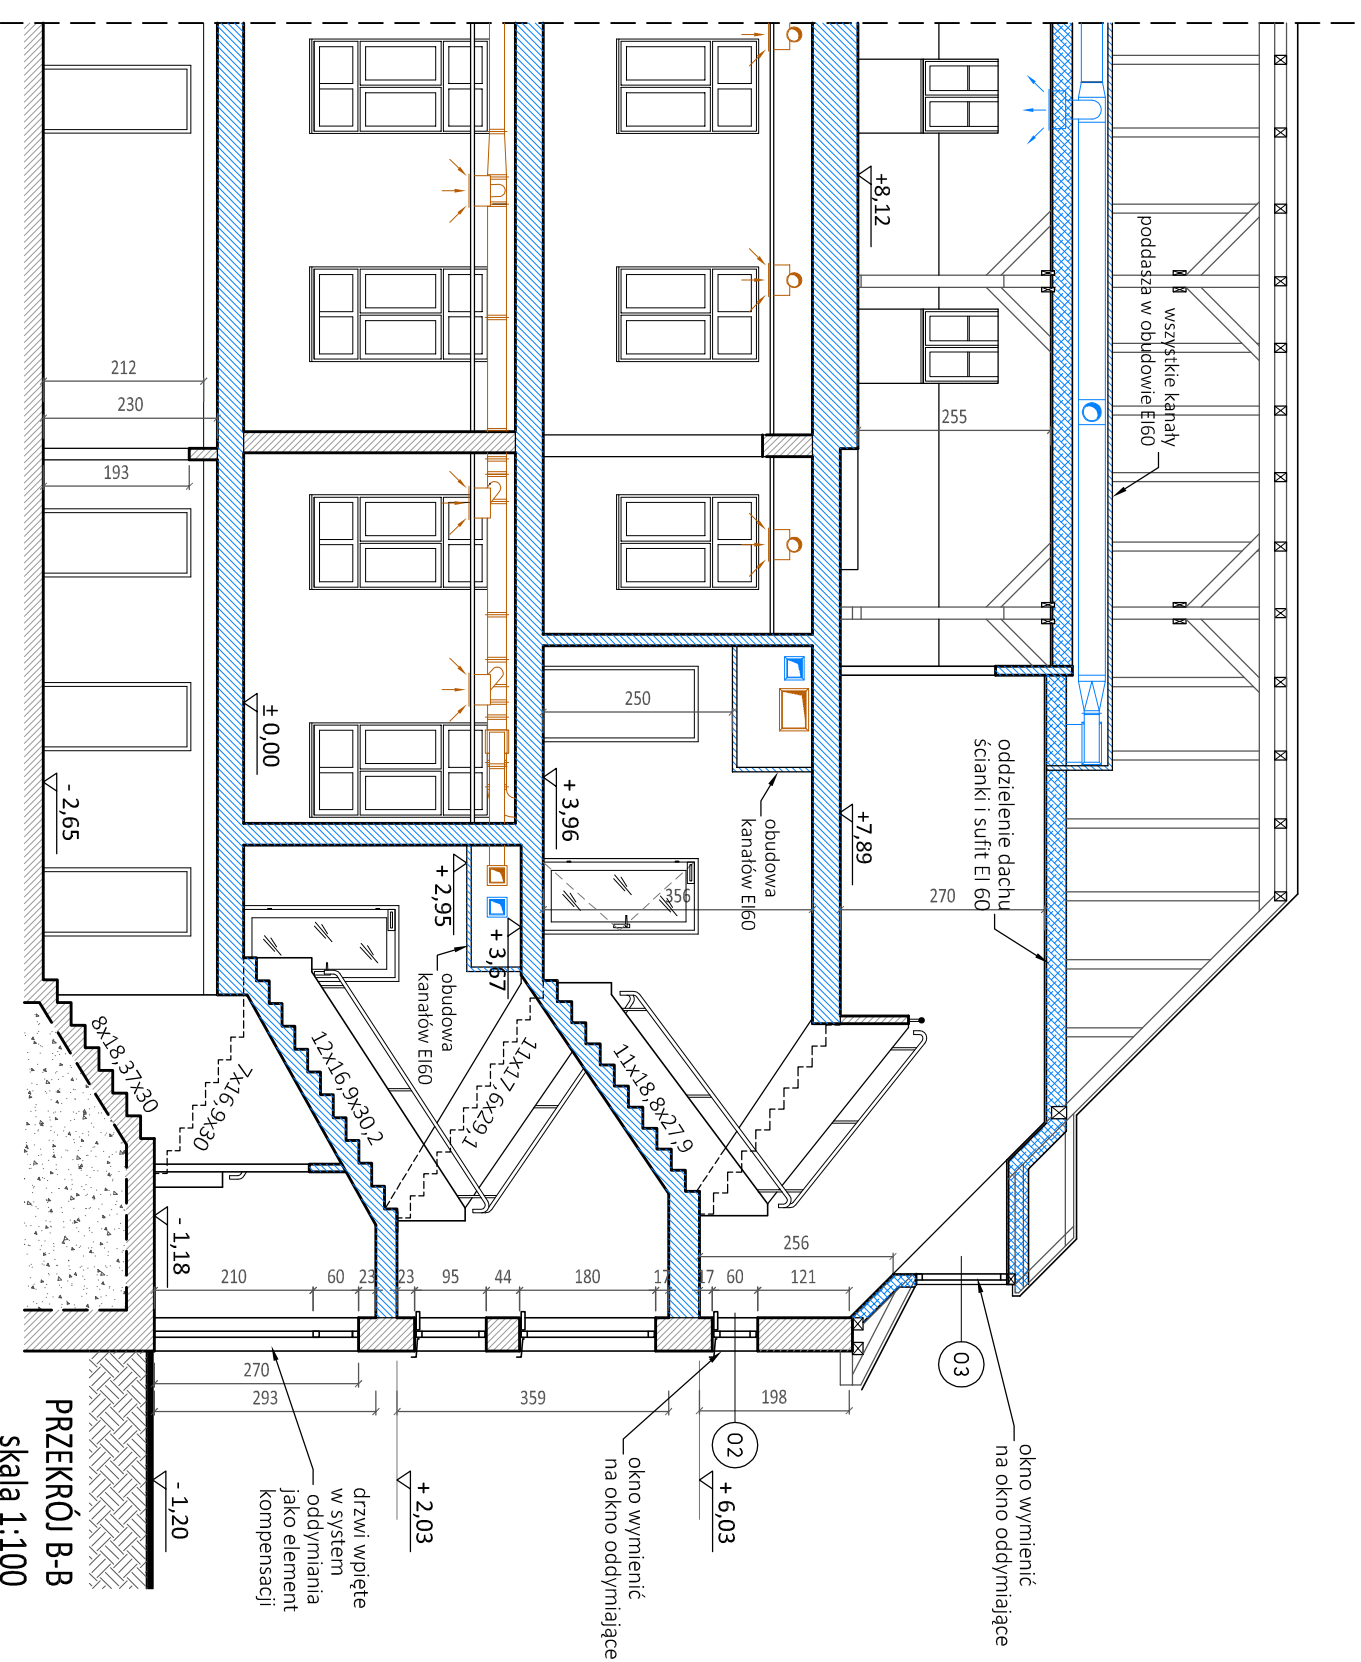 wszystkie kanały
poddasza w obudowie EI60
oddzielenie dachu
ścianki i sufit EI 60
+8,12
255
+7,89
270
obudowa
kanałów EI60
250
356
+ 3,96
+ 3,67
+ 2,95
obudowa
kanałów EI60
± 0,00
212
230
193
- 2,65
11x18,8x27,9
11x17,6x29,1
12x16,9x30,2
7x16,9x30
8x18,37x30
- 1,18
256
210
60
23
23
95
44
180
17
17
60
121
270
293
359
198
03
02
okno wymienić
na okno oddymiające
okno wymienić
na okno oddymiające
+ 6,03
+ 2,03
drzwi wpięte
w system
oddymiania
jako element
kompensacji
- 1,20
PRZEKRÓJ B-B
skala 1:100